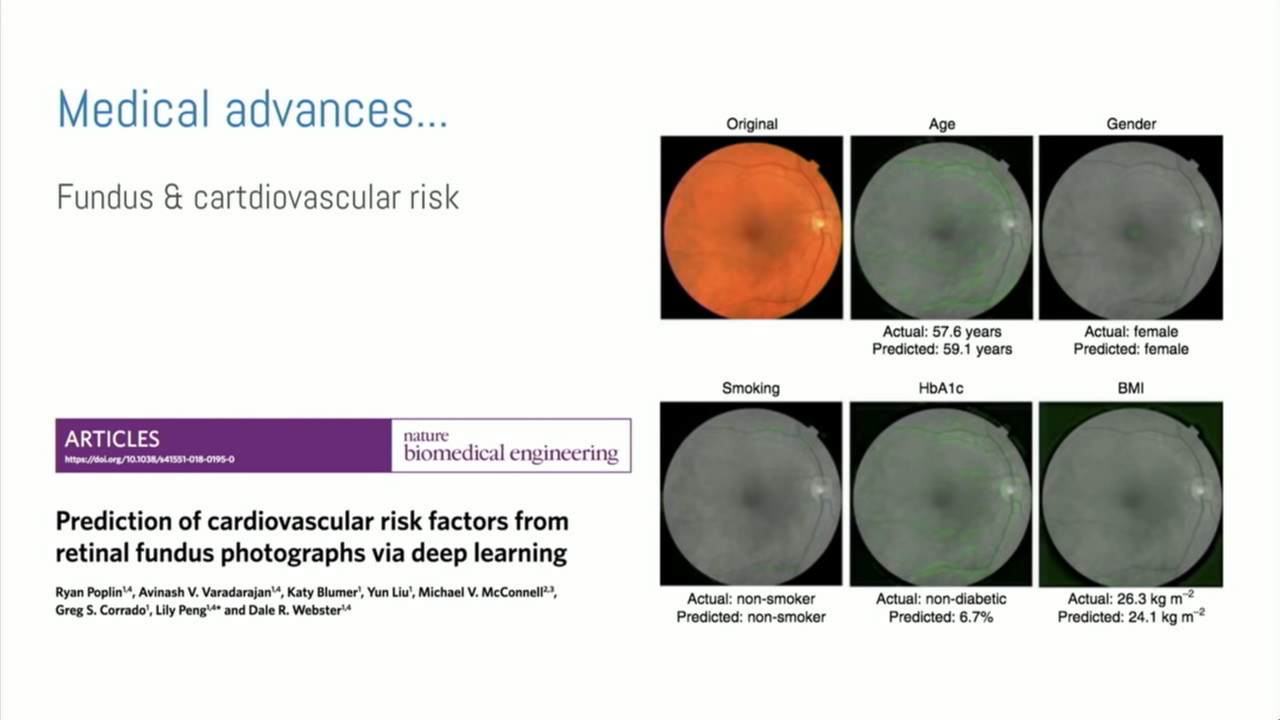 Medical advances...
Fundus & cartdiovascular risk
ARTICLES
https://doi.org/10.1038/s41551-018-0195-0
nature
biomedical engineering
Prediction of cardiovascular risk factors from
retinal fundus photographs via deep learning
Ryan Poplin1,4, Avinash V. Varadarajan1,4, Katy Blumer1, Yun Liu1, Michael V. McConnell2,3,
Greg S. Corrado1, Lily Peng1,4* and Dale R. Webster1,4
Original
Age
Gender
Actual: 57.6 years
Predicted: 59.1 years
Actual: female
Predicted: female
Smoking
HbA1c
BMI
Actual: non-smoker
Predicted: non-smoker
Actual: non-diabetic
Predicted: 6.7%
Actual: 26.3 kg m−2
Predicted: 24.1 kg m−2